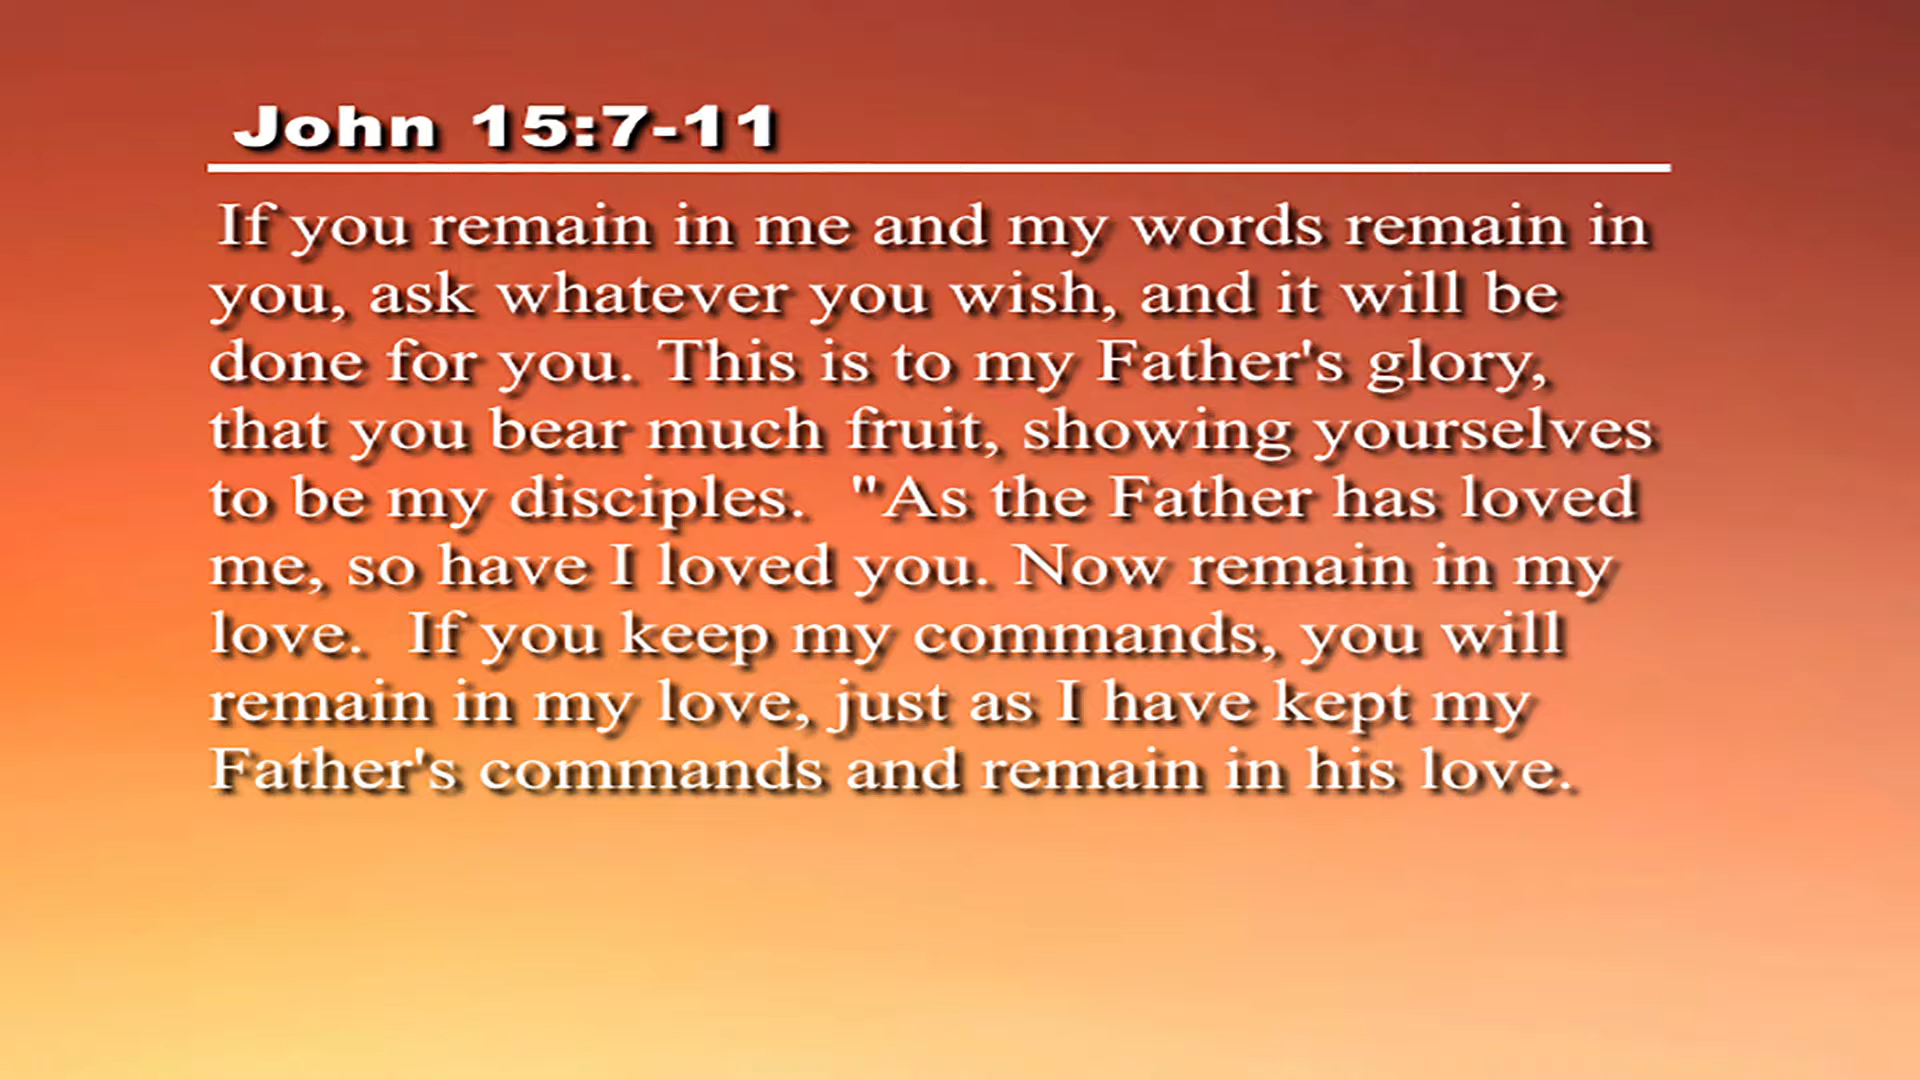 John 15:7-11
If you remain in me and my words remain in
you, ask whatever you wish, and it will be
done for you. This is to my Father's glory,
that you bear much fruit, showing yourselves
to be my disciples.  "As the Father has loved
me, so have I loved you. Now remain in my
love.  If you keep my commands, you will
remain in my love, just as I have kept my
Father's commands and remain in his love.